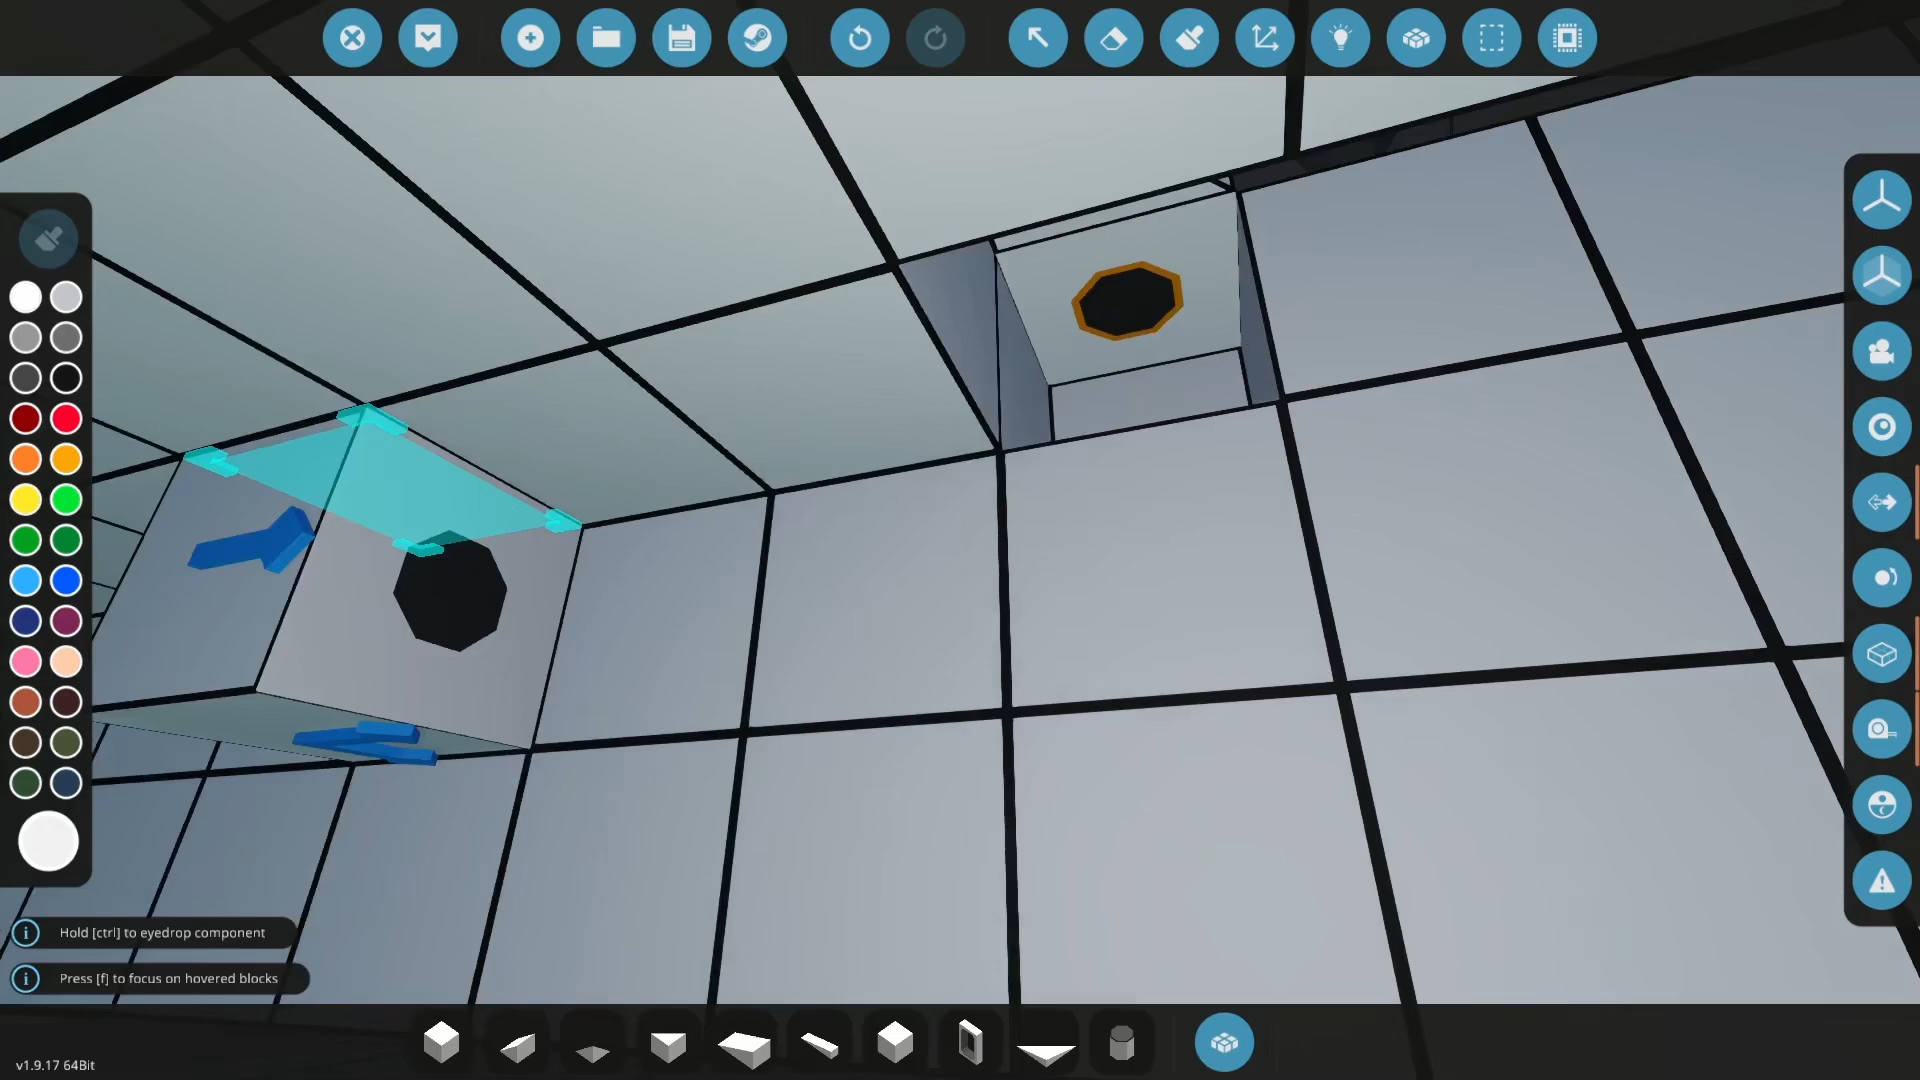 Hold [ctrl] to eyedrop component
Press [f] to focus on hovered blocks
v1.9.17 64Bit